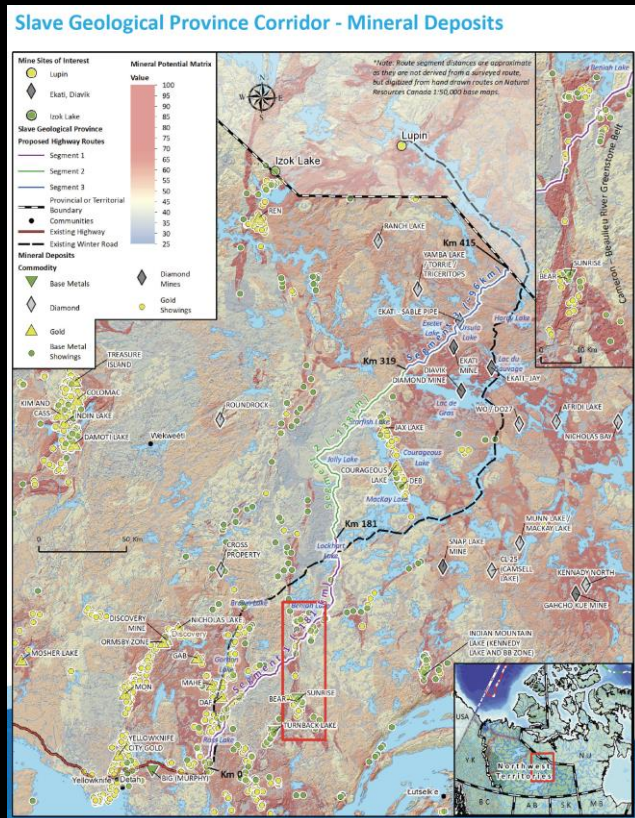 Slave Geological Province Corridor - Mineral Deposits
Mine Sites of Interest
Lupin
Ekati, Diavik
Izok Lake
Slave Geological Province
Proposed Highway Routes
Segment 1
Segment 2
Segment 3
Provincial or Territorial
Boundary
Communities
Existing Highway
Existing Winter Road
Mineral Deposits
Commodity
Base Metals
Diamond
Gold
Base Metal
Showings
Mineral Potential Matrix
Value
100
95
90
85
80
75
70
65
60
55
50
45
40
35
30
25
Diamond
Mines
Gold
Showings
N
W
E
S
*Note: Route segment distances are approximate
as they are not derived from a surveyed route,
but digitized from hand drawn routes on Natural
Resources Canada 1:50,000 base maps.
Lupin
Izok Lake
REN
RANCH LAKE
Km 415
YAMBA LAKE
TORRIE /
TRICERITOPS
EKATI - SABLE PIPE
Exeter
Lake
Ursula
Lake
Hardy Lake
Km 319
EKATI
MINE
Lac du
Sauvage
DIAVIK
DIAMOND MINE
EKATI - JAY
Lac de
Gras
WO / DO27
AFRIDI LAKE
NICHOLAS BAY
TREASURE
ISLAND
COLOMAC
KIM AND
CASS
NDIN LAKE
DAMOTI LAKE
ROUNDROCK
Wekweeti
Starfish Lake
JAX LAKE
Jolly Lake
COURAGEOUS
LAKE
Courageous
Lake
DEB
MacKay Lake
Km 181
Lockhart
Lake
50 Km
CROSS
PROPERTY
SNAP LAKE
MINE
MUNN LAKE /
MACKAY LAKE
CL-25
(CAMSELL
LAKE)
KENNADY NORTH
GAHCHO KUE MINE
Beniah Lake
DISCOVERY
MINE
NICHOLAS LAKE
Discovery
ORMSBY ZONE
MOSHER LAKE
GAB
Gordon
Lake
MON
MAHE
DAF
INDIAN MOUNTAIN
LAKE (KENNEDY
LAKE AND BB ZONE)
SUNRISE
BEAR
TURNBACK LAKE
YELLOWKNIFE
CITY GOLD
Ross Lake
Km 0
Yellowknife
Detah
BIG (MURPHY)
Lutselk'e
Beniah Lake
Cameron - Beaulieu River Greenstone Belt
SUNRISE
BEAR
USA
Y.K
Northwest
Territories
N.U
B.C
A.B
S.K
M.B